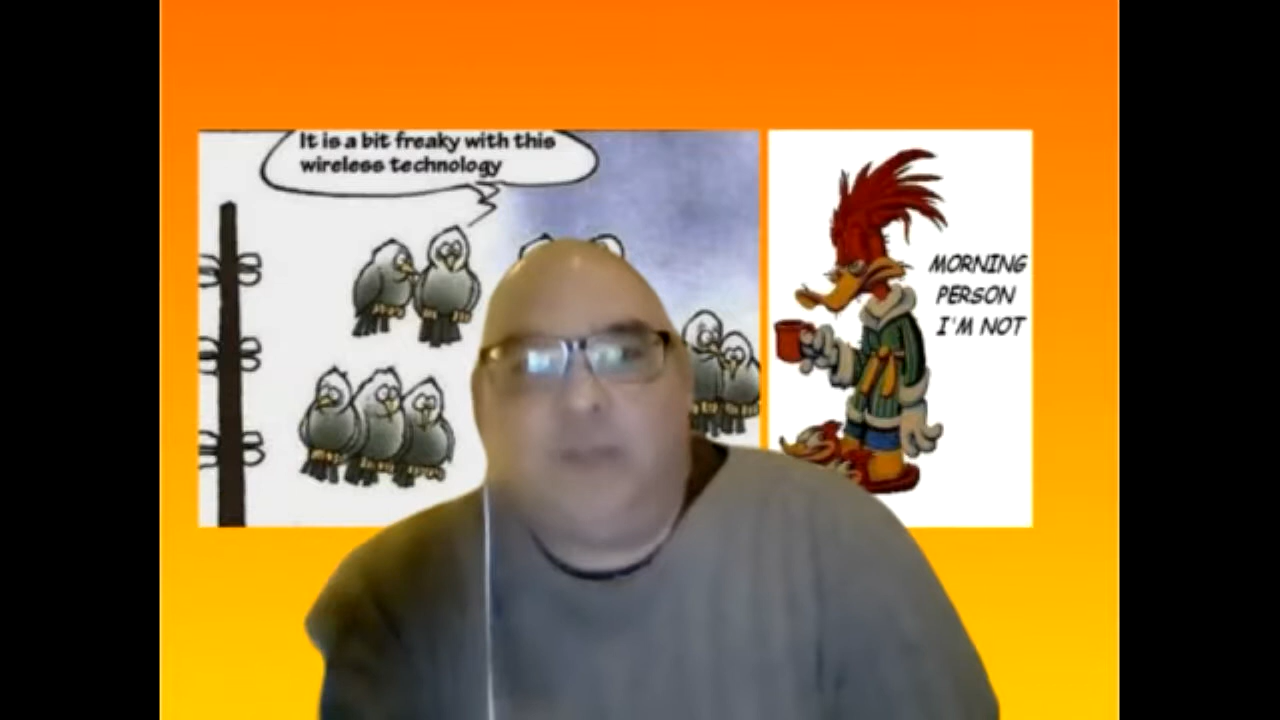 It is a bit freaky with this
wireless technology
MORNING
PERSON
I'M NOT